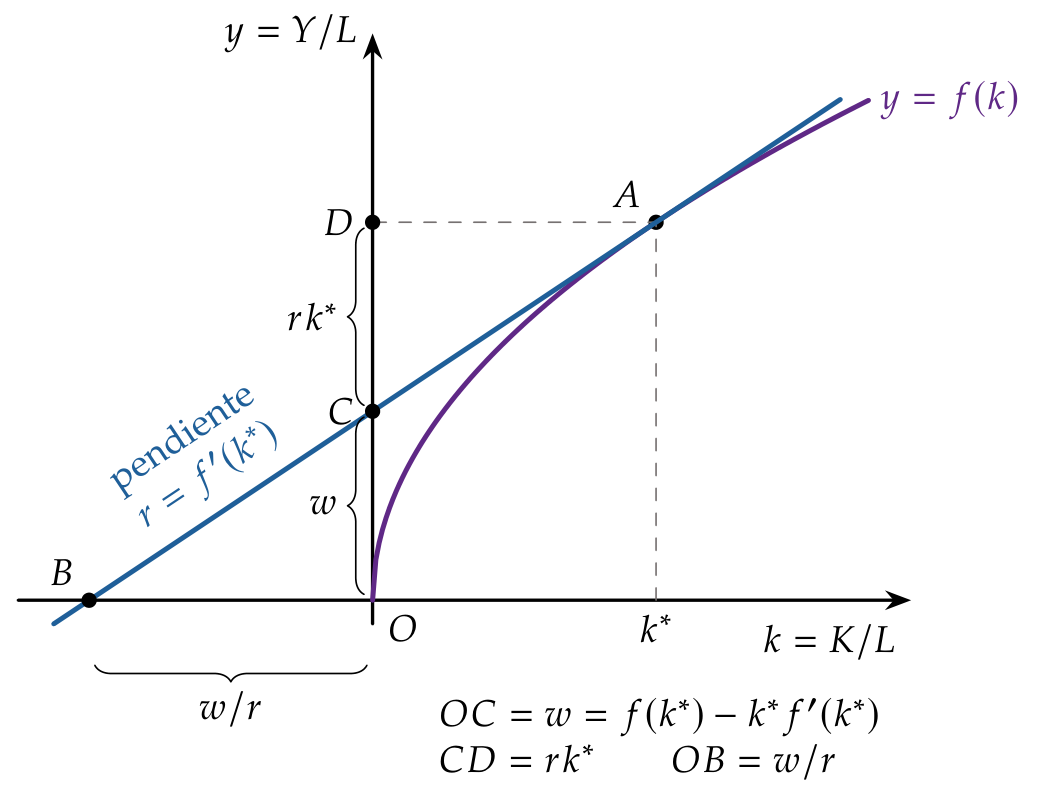 y = Y/L
y = f(k)
A
D
rk*
C
pendiente
r = f′(k*)
w
B
O
k*
k = K/L
w/r
OC = w = f(k*) − k* f′(k*)
CD = rk* OB = w/r